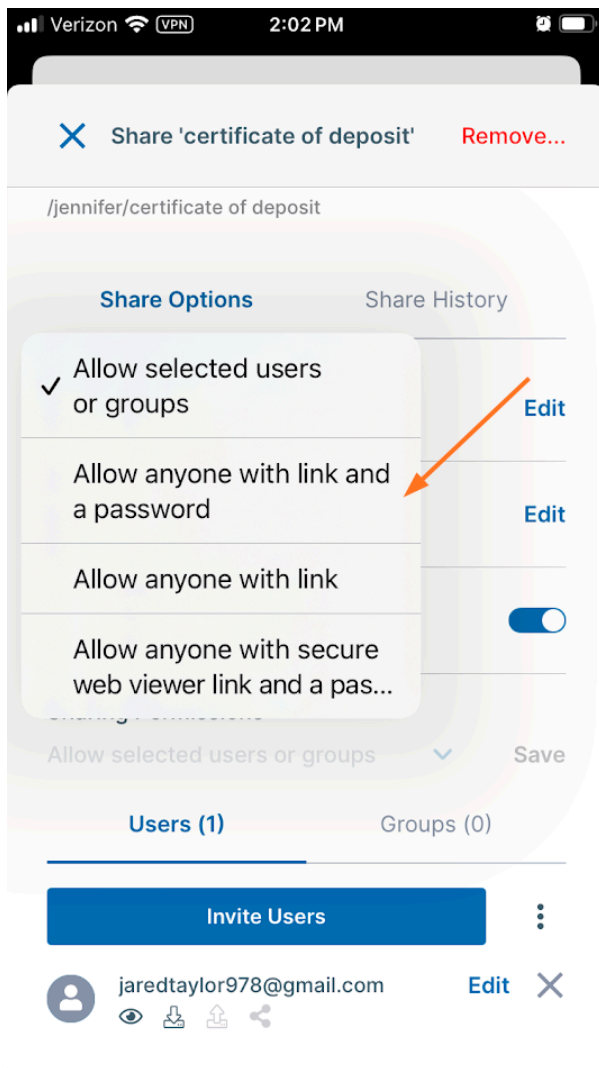 Verizon VPN 2:02 PM
Share 'certificate of deposit' Remove...
/jennifer/certificate of deposit
Share Options Share History
Allow selected users
or groups
Edit
Allow anyone with link and
a password
Edit
Allow anyone with link
Allow anyone with secure
web viewer link and a pas...
Sharing Permissions
Allow selected users or groups Save
Users (1) Groups (0)
Invite Users
jaredtaylor978@gmail.com Edit